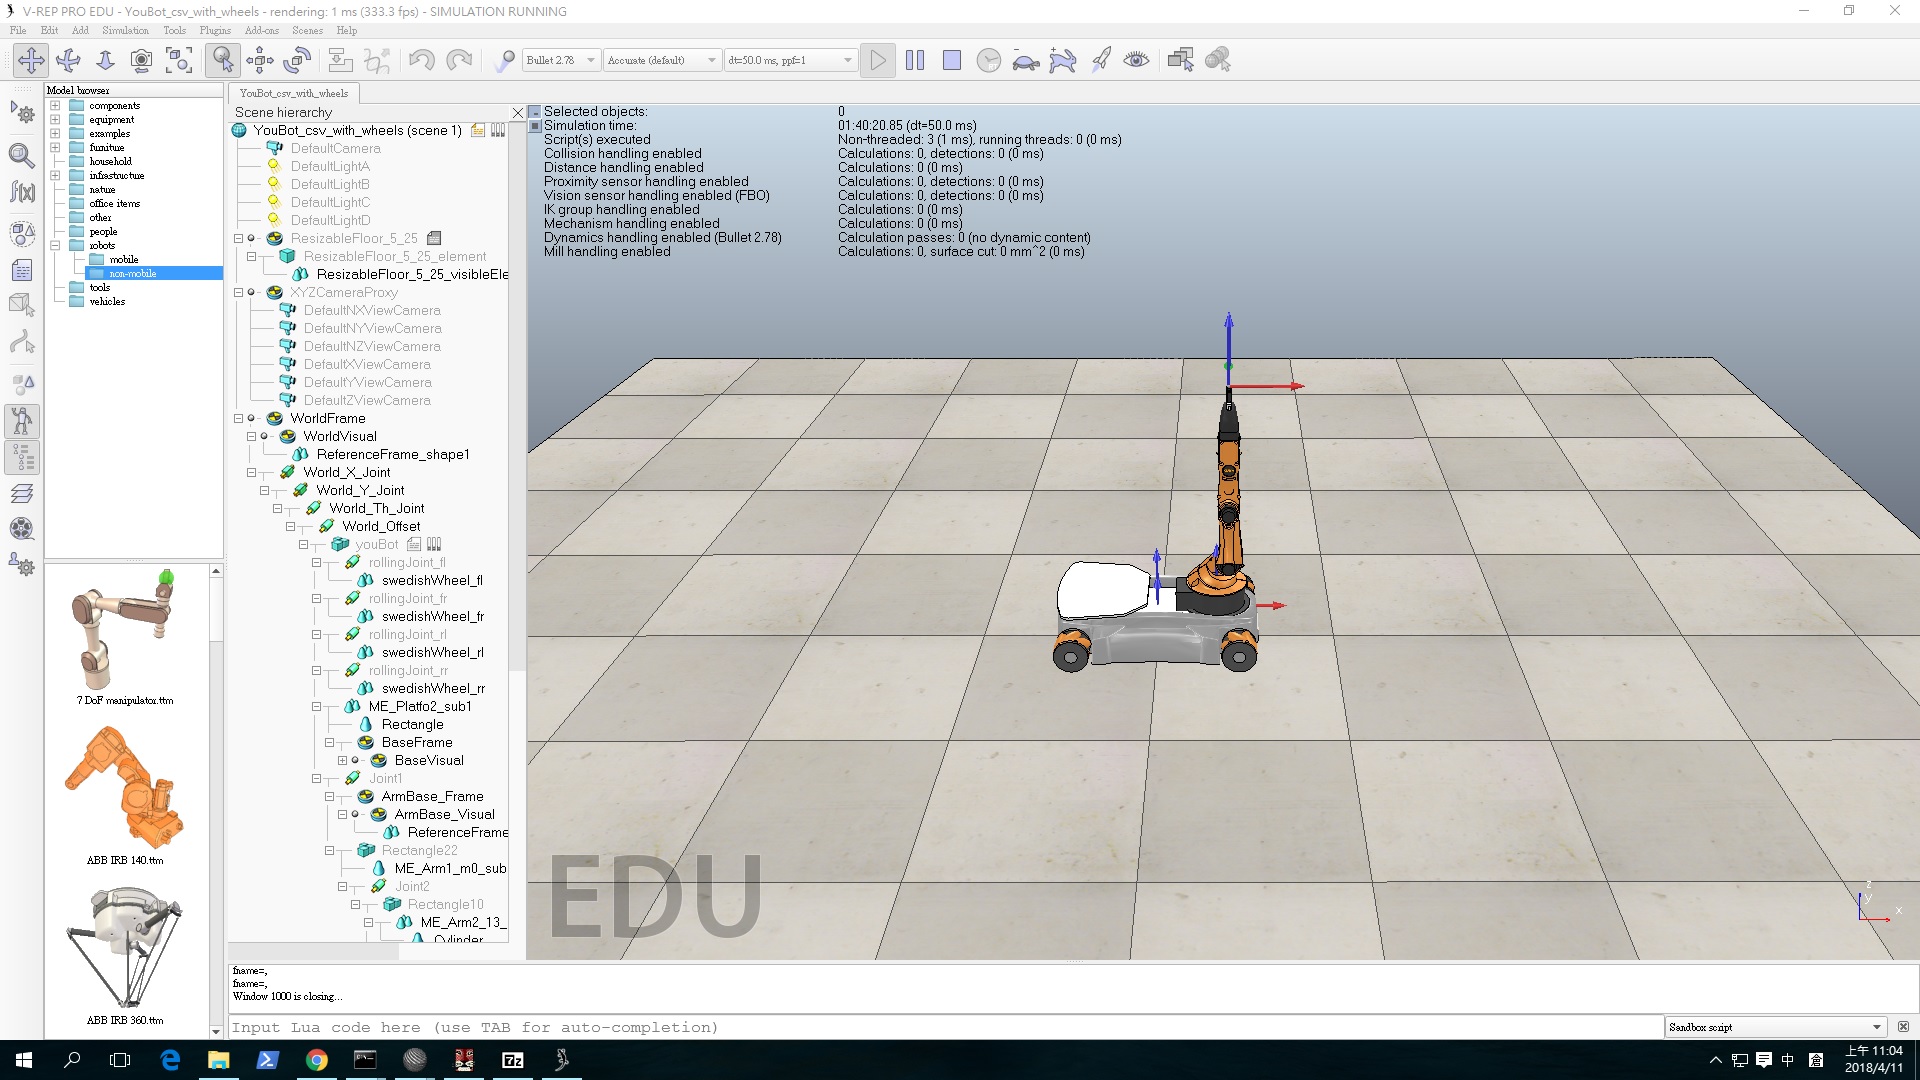 V-REP PRO EDU - YouBot_csv_with_wheels - rendering: 1 ms (333.3 fps) - SIMULATION RUNNING
File Edit Add Simulation Tools Plugins Add-ons Scenes Help
Bullet 2.78
Accurate (default)
dt=50.0 ms, ppf=1
Model browser
components
equipment
examples
furniture
household
infrastructure
nature
office items
other
people
robots
mobile
non-mobile
tools
vehicles
7 DoF manipulator.ttm
ABB IRB 140.ttm
ABB IRB 360.ttm
YouBot_csv_with_wheels
Scene hierarchy
YouBot_csv_with_wheels (scene 1)
DefaultCamera
DefaultLightA
DefaultLightB
DefaultLightC
DefaultLightD
ResizableFloor_5_25
ResizableFloor_5_25_element
ResizableFloor_5_25_visibleEle
XYZCameraProxy
DefaultNXViewCamera
DefaultNYViewCamera
DefaultNZViewCamera
DefaultXViewCamera
DefaultYViewCamera
DefaultZViewCamera
WorldFrame
WorldVisual
ReferenceFrame_shape1
World_X_Joint
World_Y_Joint
World_Th_Joint
World_Offset
youBot
rollingJoint_fl
swedishWheel_fl
rollingJoint_fr
swedishWheel_fr
rollingJoint_rl
swedishWheel_rl
rollingJoint_rr
swedishWheel_rr
ME_Platfo2_sub1
Rectangle
BaseFrame
BaseVisual
Joint1
ArmBase_Frame
ArmBase_Visual
ReferenceFrame
Rectangle22
ME_Arm1_m0_sub
Joint2
Rectangle10
ME_Arm2_13_
Cylinder
Selected objects: 0
Simulation time: 01:40:20.85 (dt=50.0 ms)
Script(s) executed Non-threaded: 3 (1 ms), running threads: 0 (0 ms)
Collision handling enabled Calculations: 0, detections: 0 (0 ms)
Distance handling enabled Calculations: 0 (0 ms)
Proximity sensor handling enabled Calculations: 0, detections: 0 (0 ms)
Vision sensor handling enabled (FBO) Calculations: 0, detections: 0 (0 ms)
IK group handling enabled Calculations: 0 (0 ms)
Mechanism handling enabled Calculations: 0 (0 ms)
Dynamics handling enabled (Bullet 2.78) Calculation passes: 0 (no dynamic content)
Mill handling enabled Calculations: 0, surface cut: 0 mm^2 (0 ms)
EDU
z
y
x
fname=,
fname=,
Window 1000 is closing...
Input Lua code here (use TAB for auto-completion)
Sandbox script
f(x)
7z
中
上午 11:04
2018/4/11